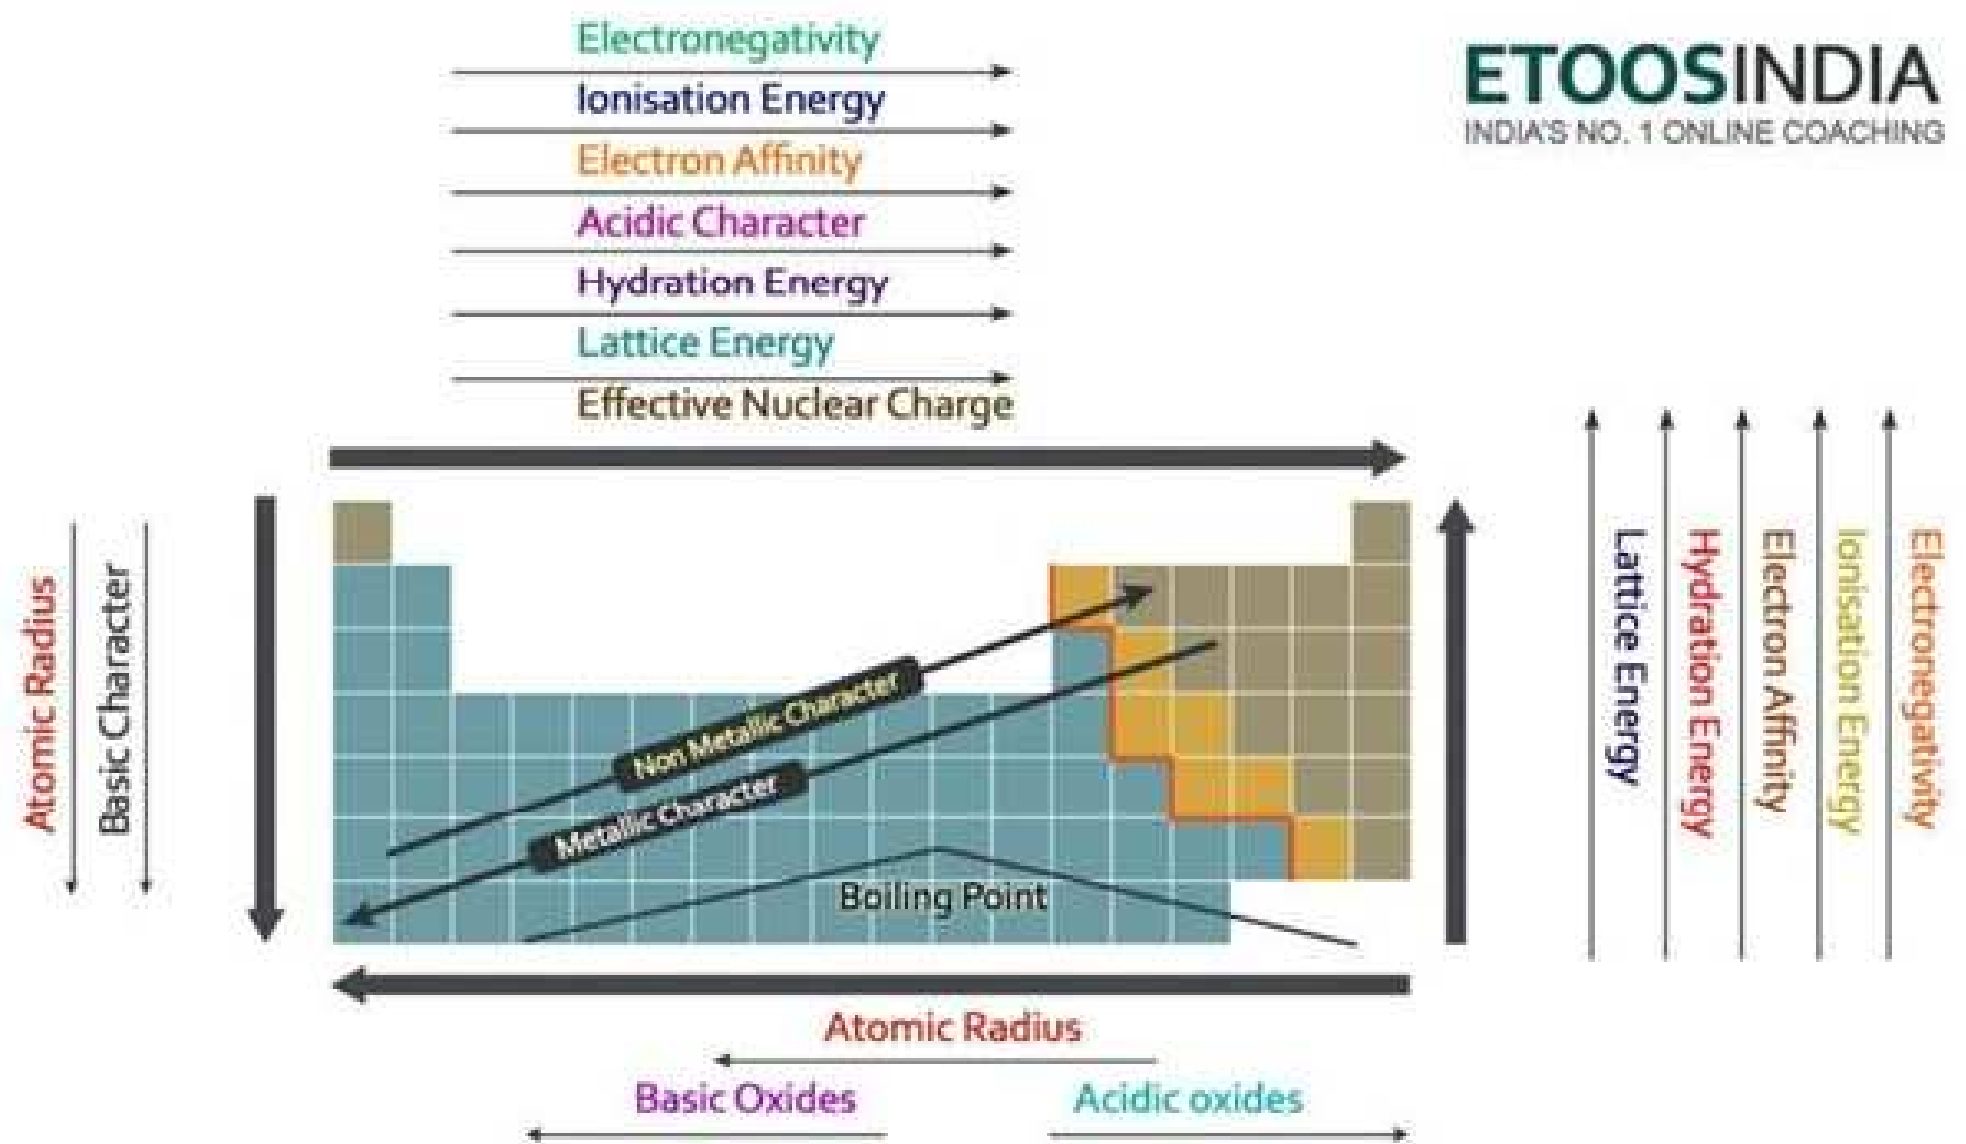 Electronegativity
Ionisation Energy
Electron Affinity
Acidic Character
Hydration Energy
Lattice Energy
Effective Nuclear Charge
ETOOSINDIA
INDIA'S NO. 1 ONLINE COACHING
Atomic Radius
Basic Character
Non Metallic Character
Metallic Character
Boiling Point
Lattice Energy
Hydration Energy
Electron Affinity
Ionisation Energy
Electronegativity
Atomic Radius
Basic Oxides
Acidic oxides